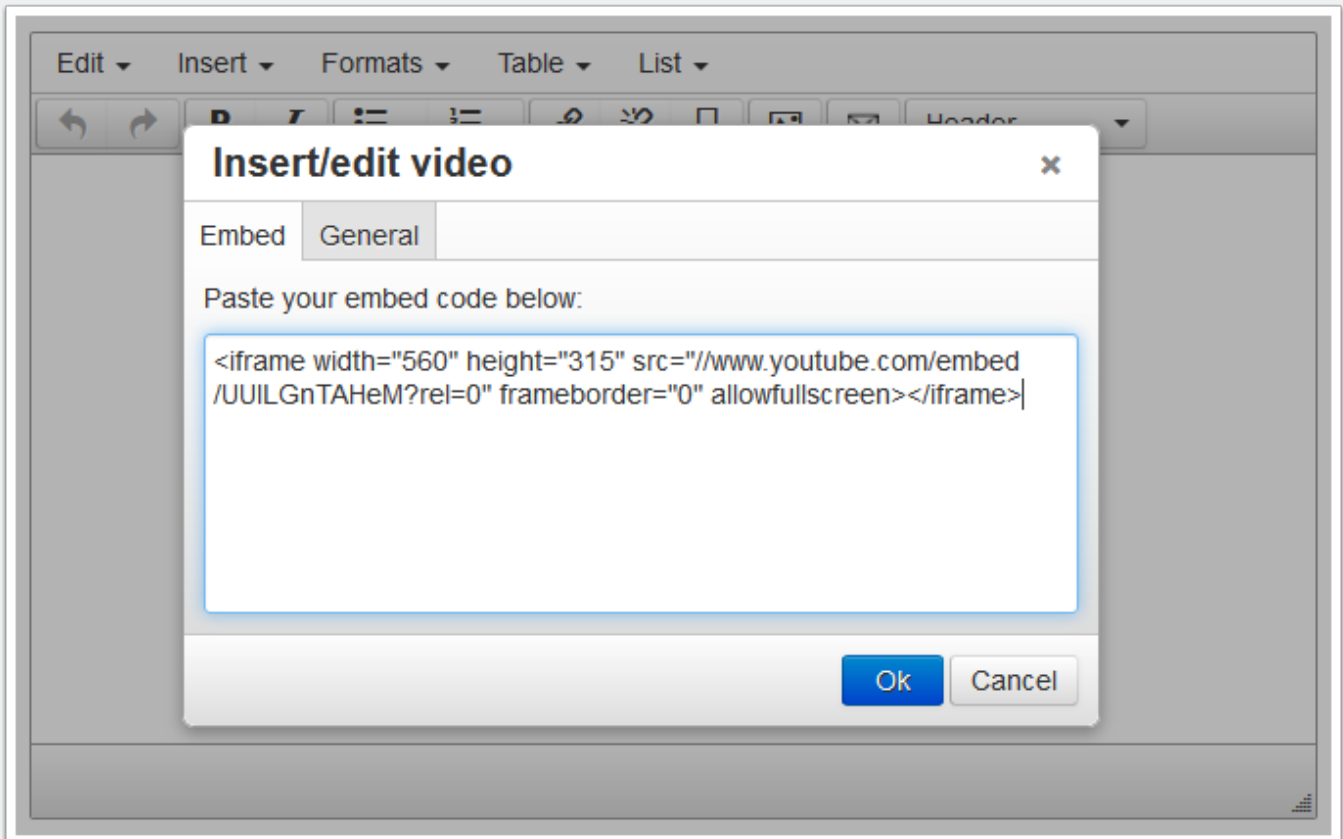 Edit Insert Formats Table List
Insert/edit video
Embed General
Paste your embed code below:
<iframe width="560" height="315" src="//www.youtube.com/embed
/UUlLGnTAHeM?rel=0" frameborder="0" allowfullscreen></iframe>
Ok Cancel